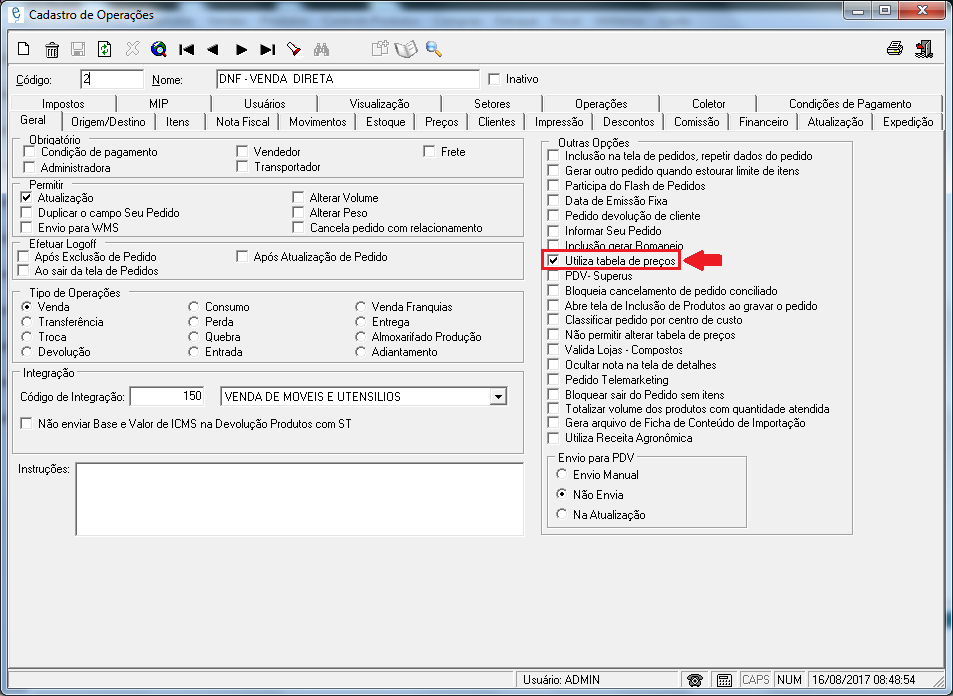 Cadastro de Operações
Código: 2 Nome: DNF - VENDA DIRETA Inativo
Impostos MIP Usuários Visualização Setores Operações Coletor Condições de Pagamento
Geral Origem/Destino Itens Nota Fiscal Movimentos Estoque Preços Clientes Impressão Descontos Comissão Financeiro Atualização Expedição
Obrigatório
Condição de pagamento Vendedor Frete
Administradora Transportador
Permitir
Atualização Alterar Volume
Duplicar o campo Seu Pedido Alterar Peso
Envio para WMS Cancela pedido com relacionamento
Efetuar Logoff
Após Exclusão de Pedido Após Atualização de Pedido
Ao sair da tela de Pedidos
Tipo de Operações
Venda Consumo Venda Franquias
Transferência Perda Entrega
Troca Quebra Almoxarifado Produção
Devolução Entrada Adiantamento
Integração
Código de Integração: 150 VENDA DE MOVEIS E UTENSILIOS
Não enviar Base e Valor de ICMS na Devolução Produtos com ST
Instruções:
Outras Opções
Inclusão na tela de pedidos, repetir dados do pedido
Gerar outro pedido quando estourar limite de itens
Participa do Flash de Pedidos
Data de Emissão Fixa
Pedido devolução de cliente
Informar Seu Pedido
Inclusão gerar Romaneio
Utiliza tabela de preços
PDV- Superus
Bloqueia cancelamento de pedido conciliado
Abre tela de Inclusão de Produtos ao gravar o pedido
Classificar pedido por centro de custo
Não permitir alterar tabela de preços
Valida Lojas - Compostos
Ocultar nota na tela de detalhes
Pedido Telemarketing
Bloquear sair do Pedido sem itens
Totalizar volume dos produtos com quantidade atendida
Gera arquivo de Ficha de Conteúdo de Importação
Utiliza Receita Agronômica
Envio para PDV
Envio Manual
Não Envia
Na Atualização
Usuário: ADMIN CAPS NUM 16/08/2017 08:48:54